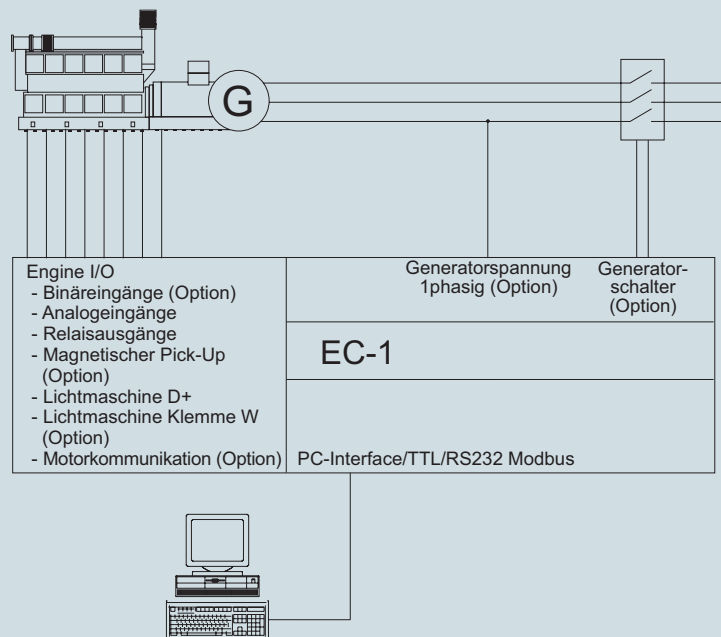 G
Engine I/O
- Binäreingänge (Option)
- Analogeingänge
- Relaisausgänge
- Magnetischer Pick-Up
(Option)
- Lichtmaschine D+
- Lichtmaschine Klemme W
(Option)
- Motorkommunikation (Option)
Generatorspannung
1phasig (Option)
Generator-
schalter
(Option)
EC-1
PC-Interface/TTL/RS232 Modbus